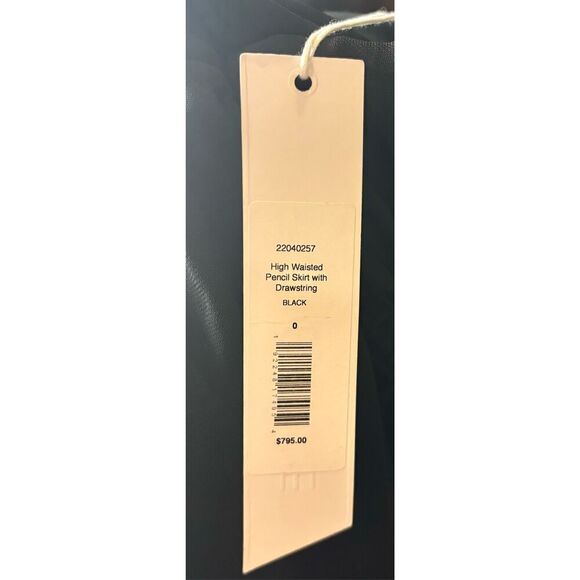 22040257
High Waisted
Pencil Skirt with
Drawstring
BLACK
0
$795.00